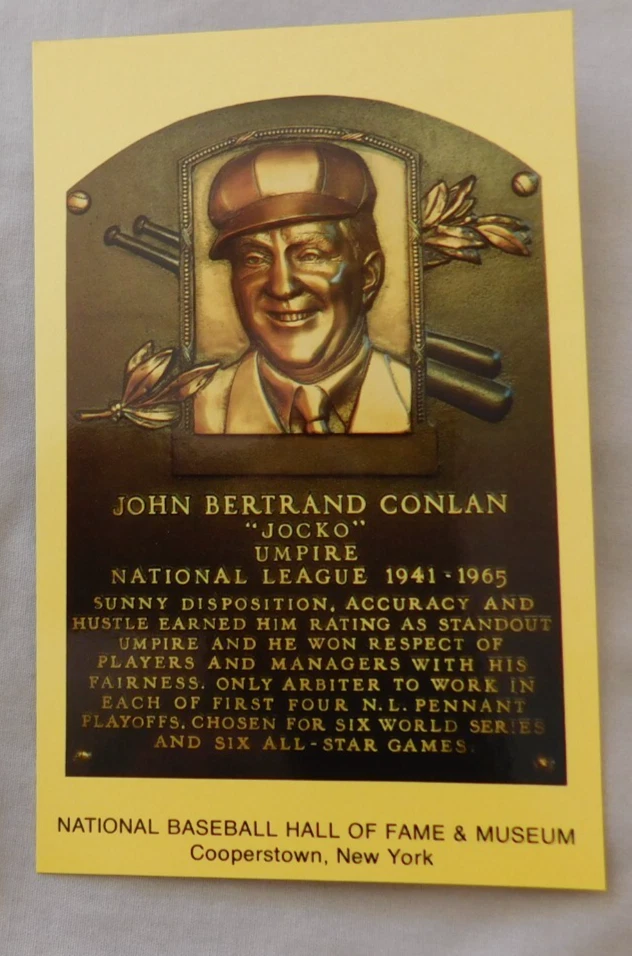 JOHN BERTRAND CONLAN
"JOCKO"
UMPIRE
NATIONAL LEAGUE 1941-1965
SUNNY DISPOSITION, ACCURACY AND
HUSTLE EARNED HIM RATING AS STANDOUT
UMPIRE AND HE WON RESPECT OF
PLAYERS AND MANAGERS WITH HIS
FAIRNESS. ONLY ARBITER TO WORK IN
EACH OF FIRST FOUR N.L. PENNANT
PLAYOFFS. CHOSEN FOR SIX WORLD SERIES
AND SIX ALL-STAR GAMES.
NATIONAL BASEBALL HALL OF FAME & MUSEUM
Cooperstown, New York